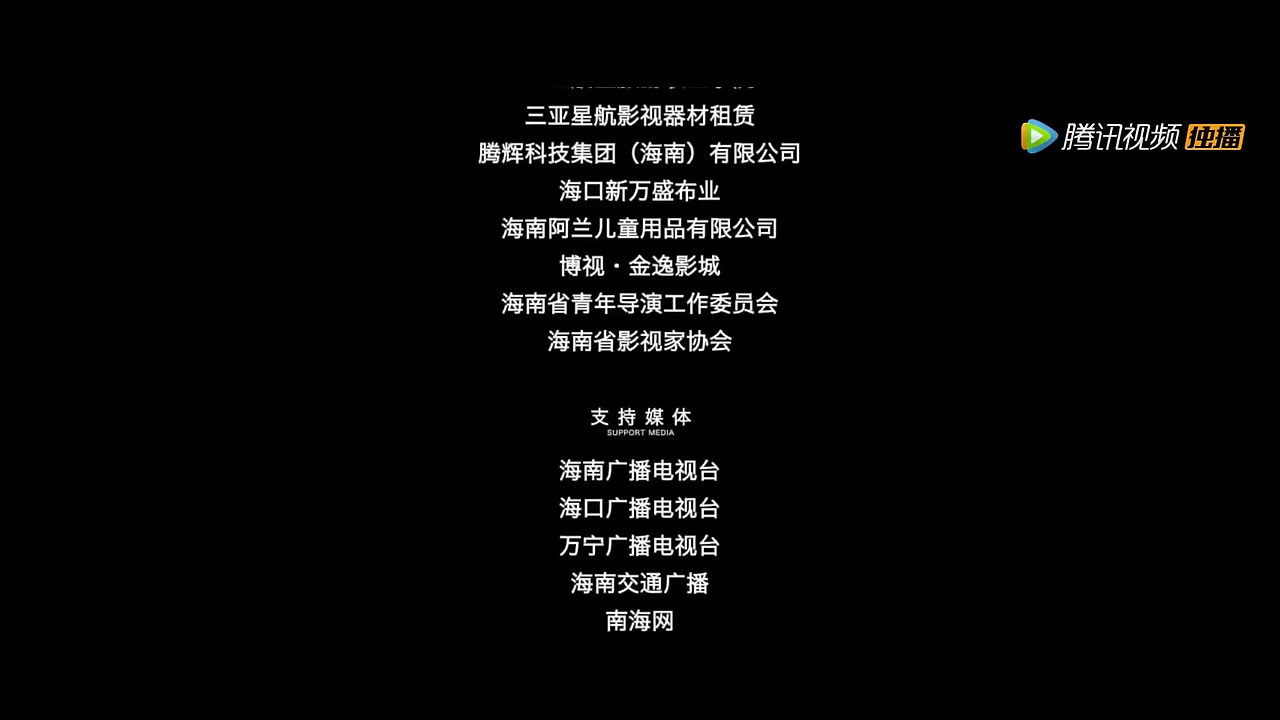 三亚星航影视器材租赁
腾辉科技集团（海南）有限公司
海口新万盛布业
海南阿兰儿童用品有限公司
博视·金逸影城
海南省青年导演工作委员会
海南省影视家协会
支持媒体
SUPPORT MEDIA
海南广播电视台
海口广播电视台
万宁广播电视台
海南交通广播
南海网
腾讯视频 独播